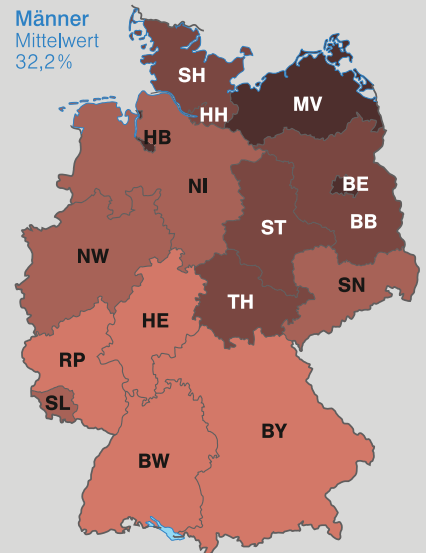 Männer
Mittelwert
32,2%
SH
HH
MV
HB
NI
BE
BB
ST
NW
SN
TH
HE
RP
SL
BW
BY